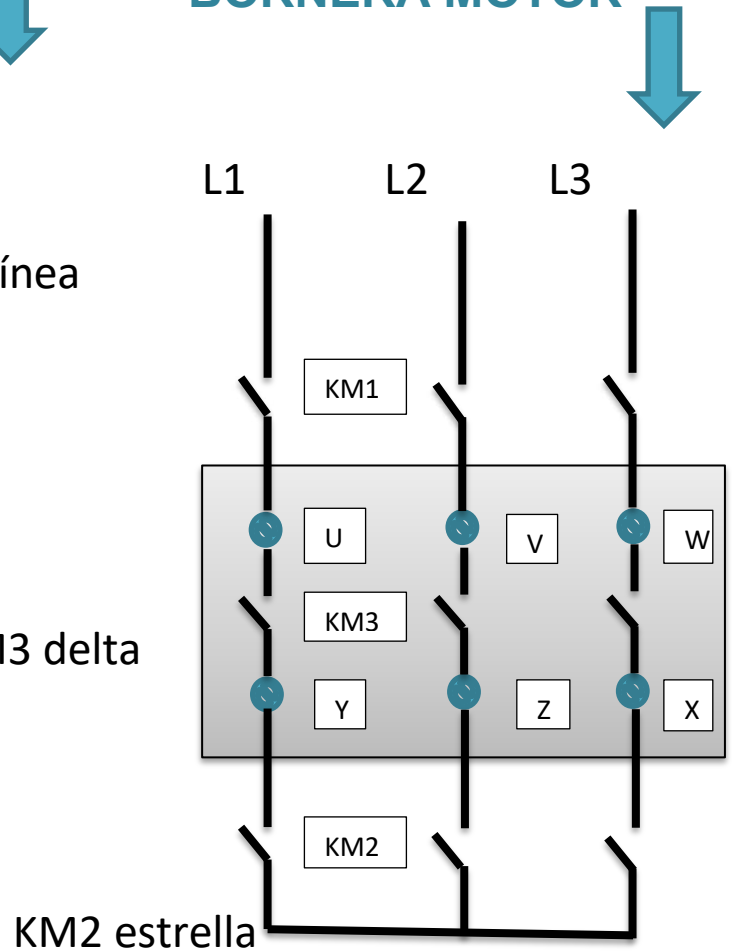 BORNERA MOTOR
L1 L2 L3
ínea
KM1
U V W
KM3
M3 delta
Y Z X
KM2
KM2 estrella